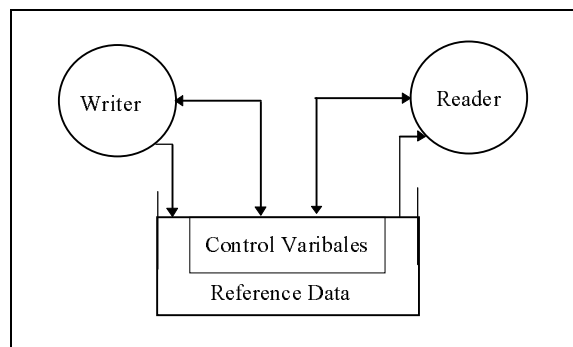 Writer
Reader
Control Varibales
Reference Data